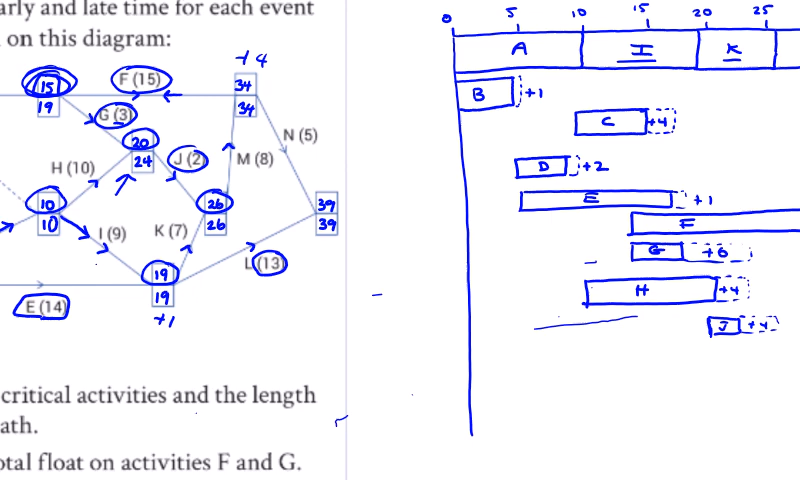 arly and late time for each event
on this diagram:
+4
F (15)
15
19
34
34
G (3)
N (5)
20
24
J (2)
M (8)
H (10)
10
10
26
26
39
39
I (9)
K (7)
L (13)
19
19
E (14)
+1
critical activities and the length
ath.
otal float on activities F and G.
0 5 10 15 20 25
A I K
B +1
C +4
D +2
E +1
F
G +6
H +4
J +4